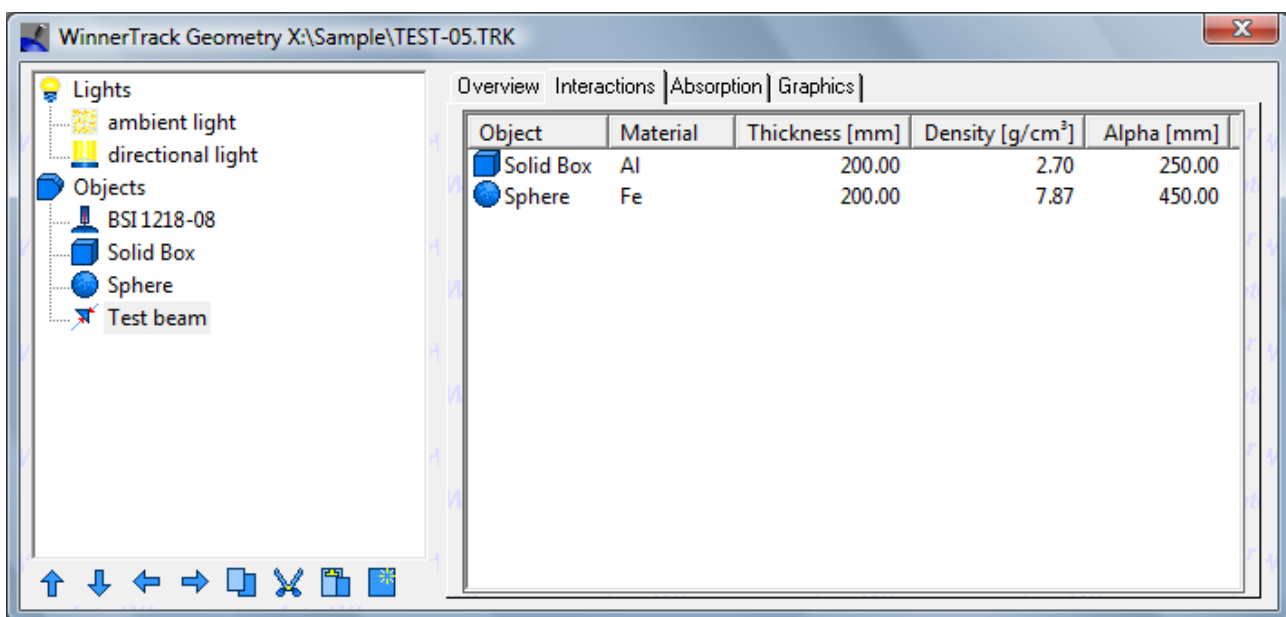 WinnerTrack Geometry X:\Sample\TEST-05.TRK
Lights
ambient light
directional light
Objects
BSI 1218-08
Solid Box
Sphere
Test beam
Overview Interactions Absorption Graphics
Object Material Thickness [mm] Density [g/cm³] Alpha [mm]
Solid Box Al 200.00 2.70 250.00
Sphere Fe 200.00 7.87 450.00